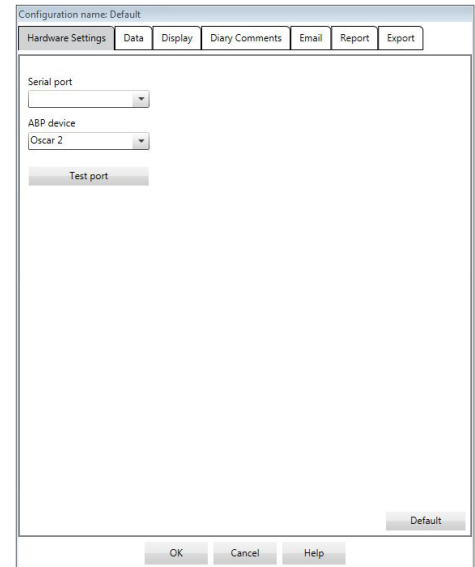 Configuration name: Default
Hardware Settings Data Display Diary Comments Email Report Export
Serial port
ABP device
Oscar 2
Test port
Default
OK Cancel Help